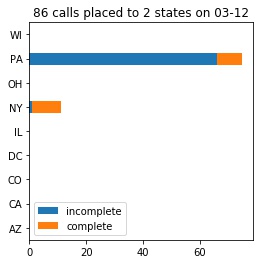 86 calls placed to 2 states on 03-12
WI
PA
OH
NY
IL
DC
CO
CA
AZ
incomplete
complete
0 20 40 60